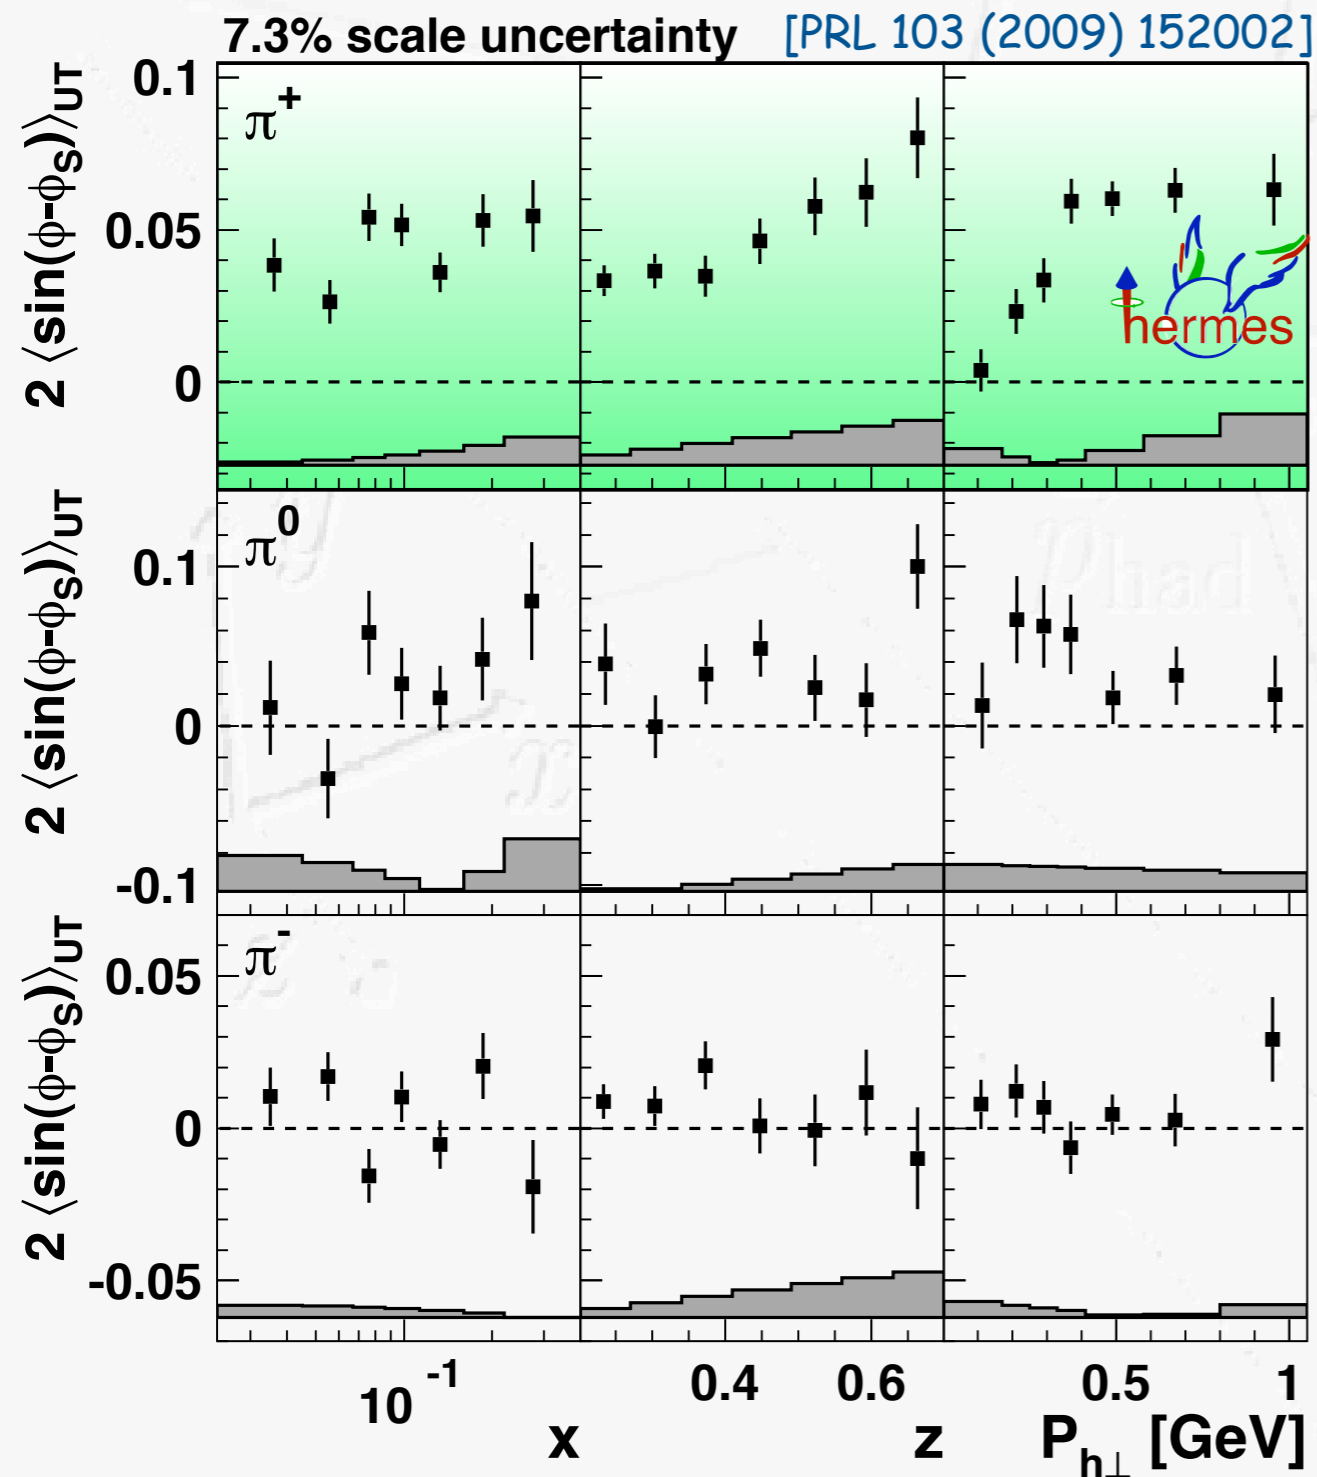 7.3% scale uncertainty [PRL 103 (2009) 152002]
2 ⟨sin(ϕ-ϕS)⟩UT
0.1
0.05
0
π+
hermes
2 ⟨sin(ϕ-ϕS)⟩UT
0.1
0
-0.1
π0
x
Phad
2 ⟨sin(ϕ-ϕS)⟩UT
0.05
0
-0.05
π-
10-1 0.4 0.6 0.5 1
x z Ph⊥ [GeV]